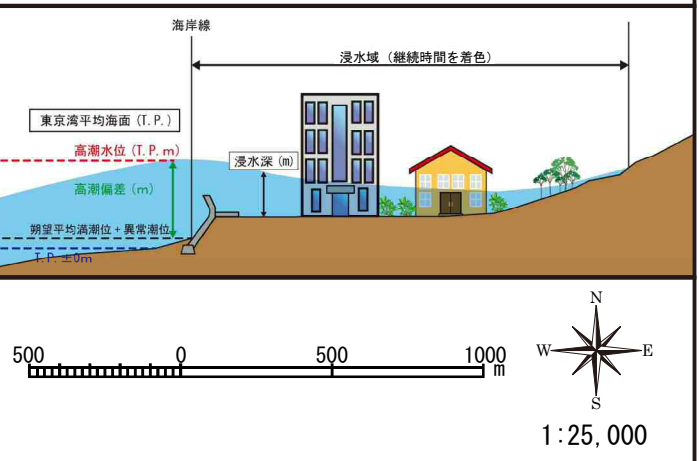 海岸線
浸水域（継続時間を着色）
東京湾平均海面（T.P.）
高潮水位（T.P. m）
浸水深（m）
高潮偏差（m）
朔望平均満潮位＋異常潮位
T.P.±0m
500 0 500 1000
m
N
W E
S
1:25,000